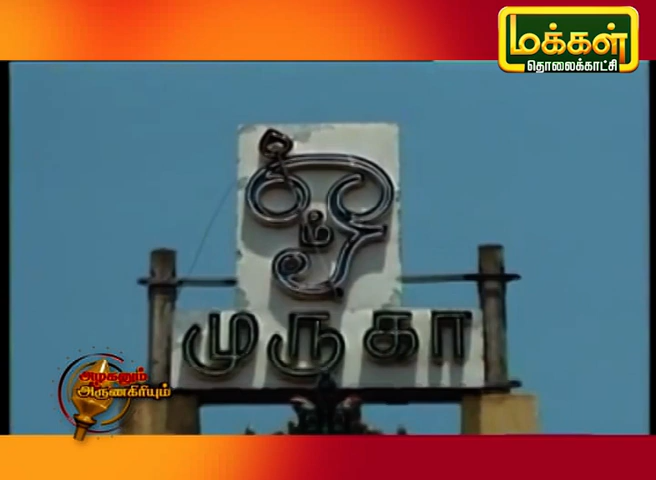 மக்கள்
தொலைக்காட்சி
ஓம்
முருகா
அழகனும்
அருணகிரியும்